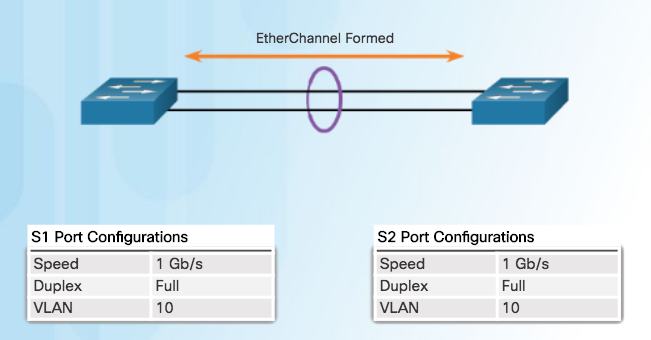 EtherChannel Formed
S1 Port Configurations
Speed 1 Gb/s
Duplex Full
VLAN 10
S2 Port Configurations
Speed 1 Gb/s
Duplex Full
VLAN 10